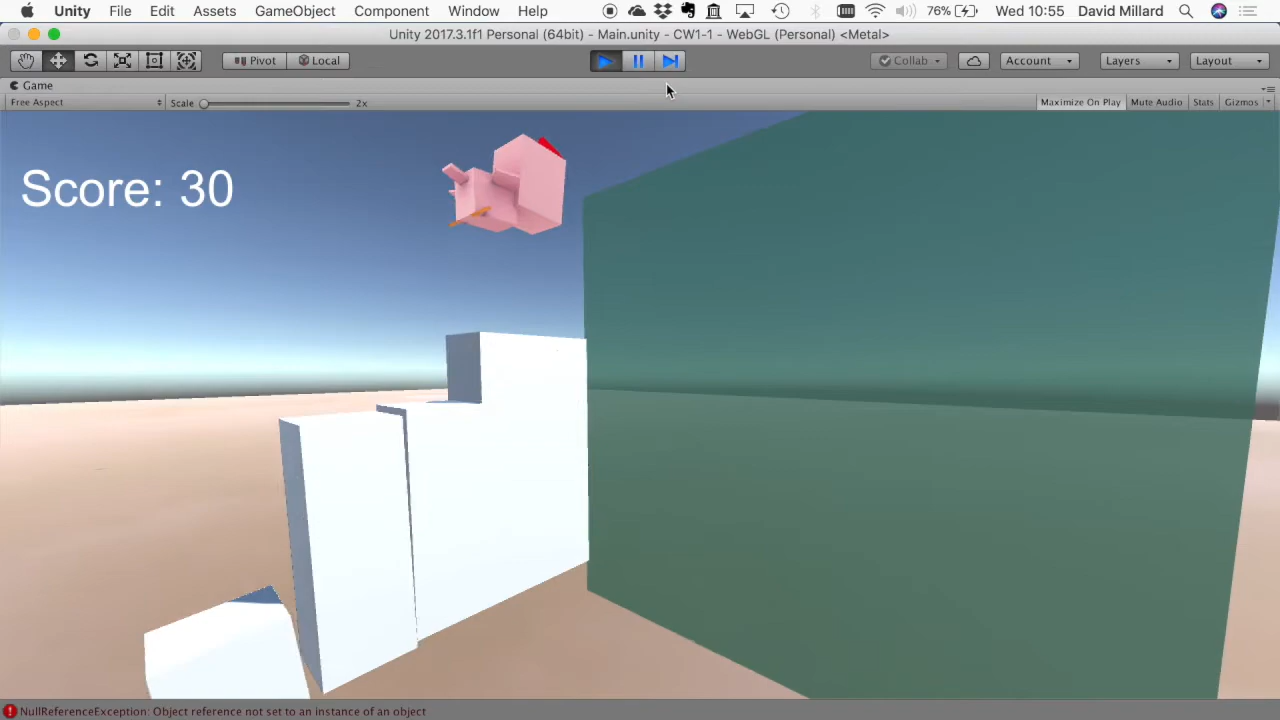 Unity File Edit Assets GameObject Component Window Help 76% Wed 10:55 David Millard
Unity 2017.3.1f1 Personal (64bit) - Main.unity - CW1-1 - WebGL (Personal) <Metal>
Pivot Local Collab Account Layers Layout
Game
Free Aspect Scale 2x Maximize On Play Mute Audio Stats Gizmos
Score: 30
NullReferenceException: Object reference not set to an instance of an object